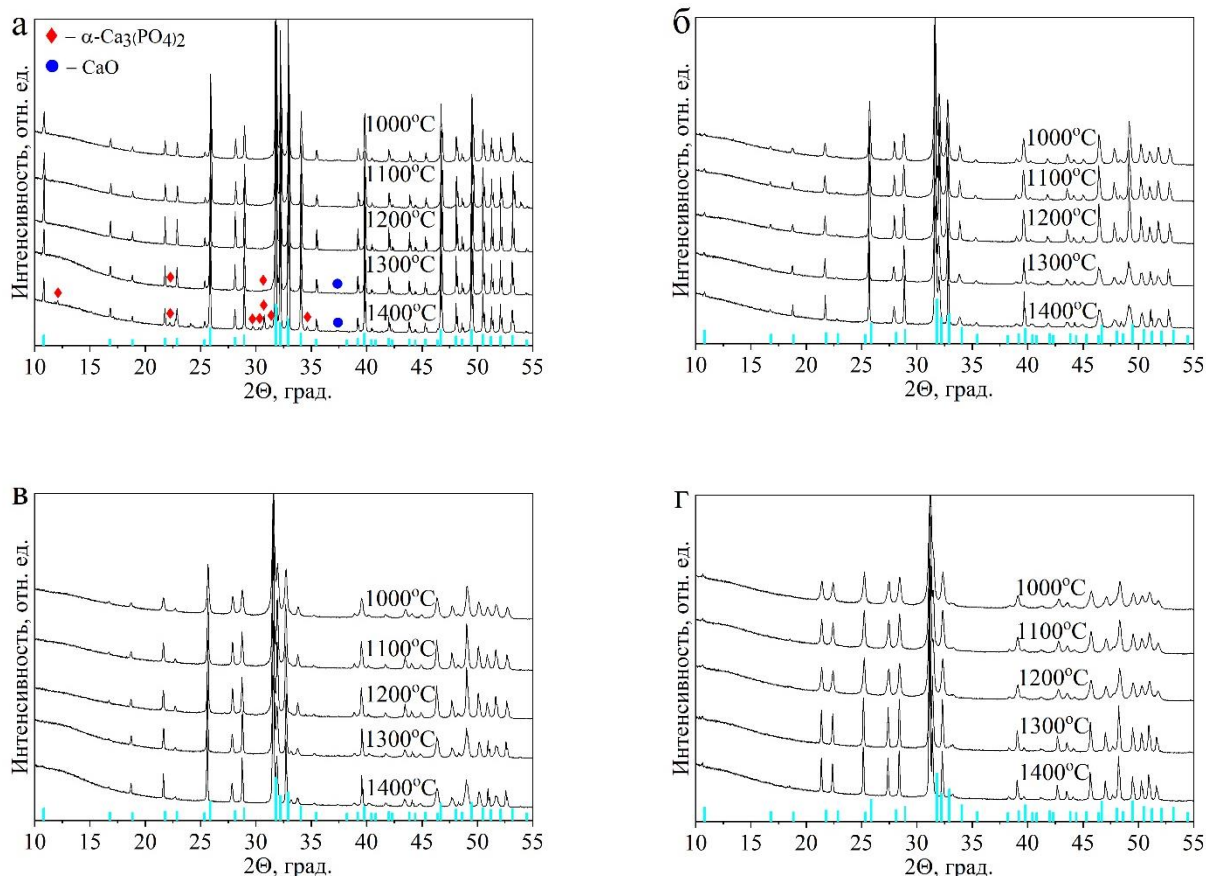 а
♦ – α-Ca3(PO4)2
● – CaO
Интенсивность, отн. ед.
1000°C
1100°C
1200°C
1300°C
1400°C
10 15 20 25 30 35 40 45 50 55
2Θ, град.
б
Интенсивность, отн. ед.
1000°C
1100°C
1200°C
1300°C
1400°C
10 15 20 25 30 35 40 45 50 55
2Θ, град.
в
Интенсивность, отн. ед.
1000°C
1100°C
1200°C
1300°C
1400°C
10 15 20 25 30 35 40 45 50 55
2Θ, град.
г
Интенсивность, отн. ед.
1000°C
1100°C
1200°C
1300°C
1400°C
10 15 20 25 30 35 40 45 50 55
2Θ, град.